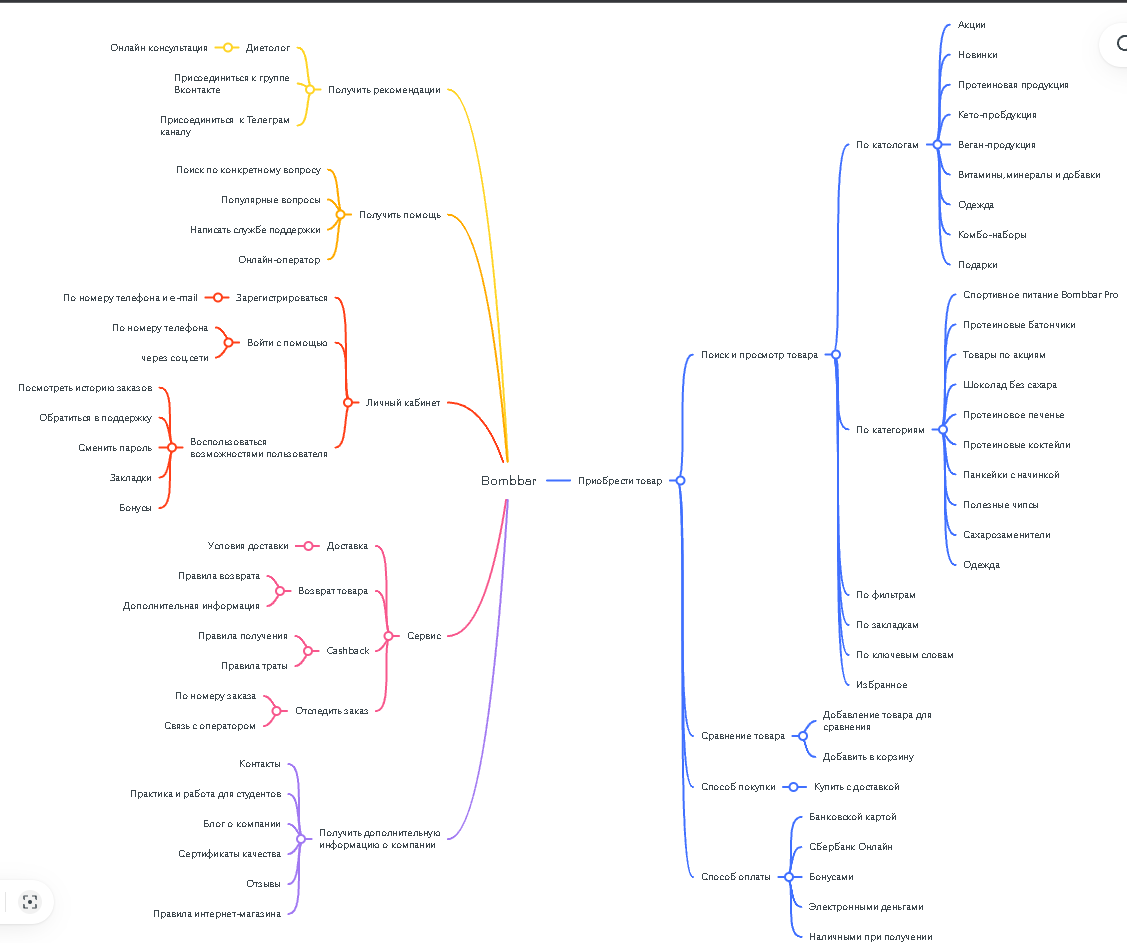 Онлайн консультация
Диетолог
Присоединиться к группе
Вконтакте
Присоединиться к Телеграм
каналу
Получить рекомендации
Поиск по конкретному вопросу
Популярные вопросы
Написать службе поддержки
Онлайн-оператор
Получить помощь
По номеру телефона и e-mail
Зарегистрироваться
По номеру телефона
через соц.сети
Войти с помощью
Посмотреть историю заказов
Обратиться в поддержку
Сменить пароль
Закладки
Бонусы
Воспользоваться
возможностями пользователя
Личный кабинет
Условия доставки
Доставка
Правила возврата
Дополнительная информация
Возврат товара
Правила получения
Правила траты
Cashback
По номеру заказа
Связь с оператором
Отследить заказ
Сервис
Контакты
Практика и работа для студентов
Блог о компании
Сертификаты качества
Отзывы
Правила интернет-магазина
Получить дополнительную
информацию о компании
Bombbar
Приобрести товар
Поиск и просмотр товара
По катологам
Акции
Новинки
Протеиновая продукция
Кето-пробдукция
Веган-продукция
Витамины,минералы и добавки
Одежда
Комбо-наборы
Подарки
По категориям
Спортивное питание Bombbar Pro
Протеиновые батончики
Товары по акциям
Шоколад без сахара
Протеиновое печенье
Протеиновые коктейли
Панкейки с начинкой
Полезные чипсы
Сахарозаменители
Одежда
По фильтрам
По закладкам
По ключевым словам
Избранное
Сравнение товара
Добавление товара для
сравнения
Добавить в корзину
Способ покупки
Купить с доставкой
Способ оплаты
Банковской картой
Сбербанк Онлайн
Бонусами
Электронными деньгами
Наличными при получении